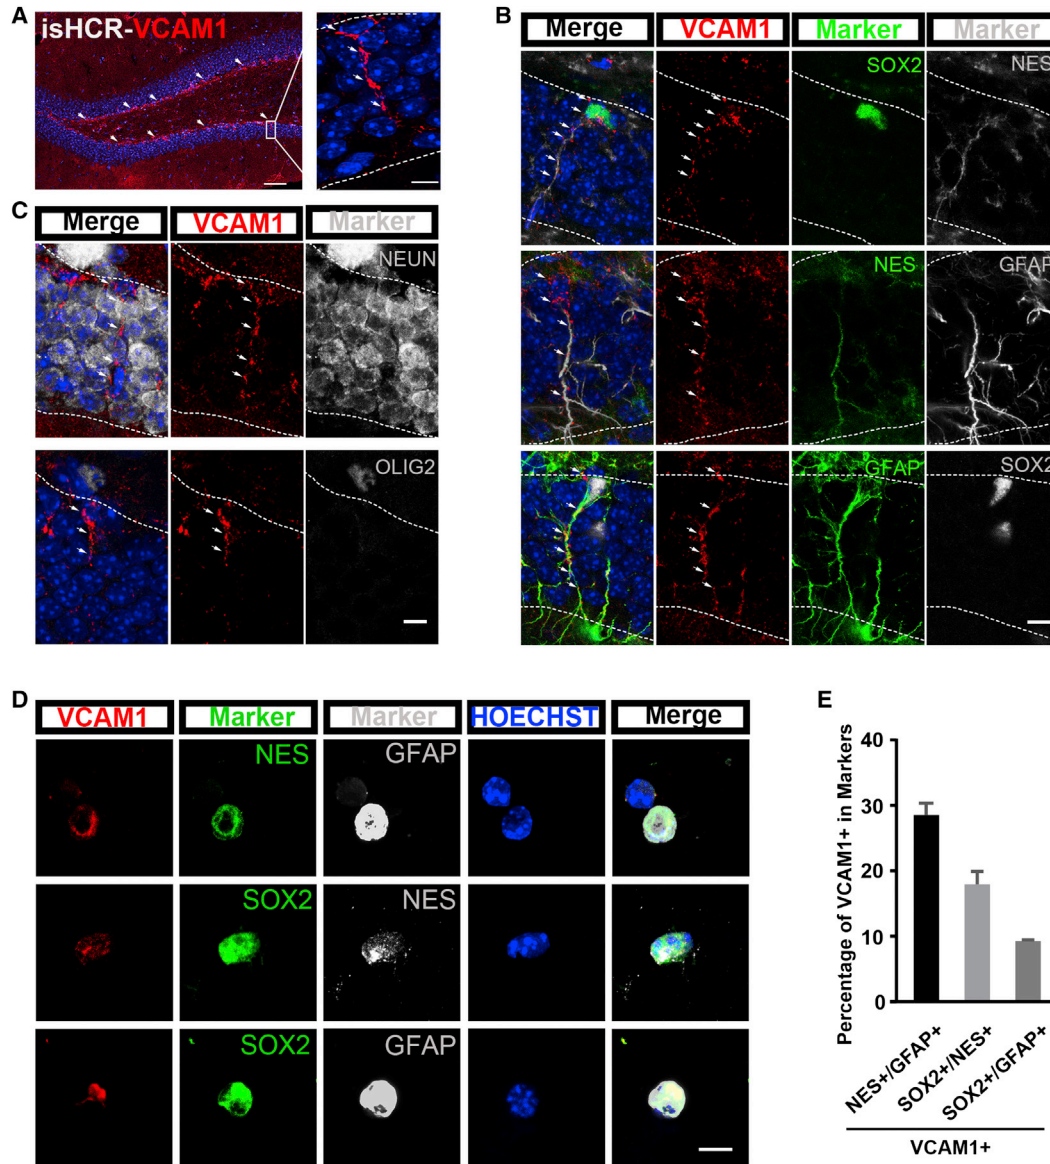 A
isHCR-VCAM1
B
Merge VCAM1 Marker Marker
SOX2 NES
NES GFAP
GFAP SOX2
C
Merge VCAM1 Marker
NEUN
OLIG2
D
VCAM1 Marker Marker HOECHST Merge
NES GFAP
SOX2 NES
SOX2 GFAP
E
Percentage of VCAM1+ in Markers
40
30
20
10
0
NES+/GFAP+
SOX2+/NES+
SOX2+/GFAP+
VCAM1+